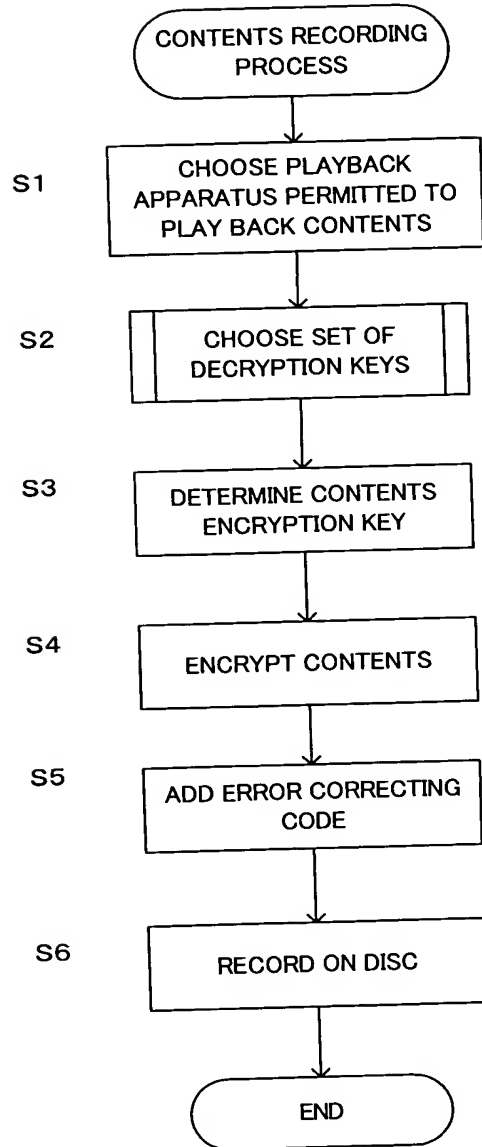 CONTENTS RECORDING
PROCESS
S1
CHOOSE PLAYBACK
APPARATUS PERMITTED TO
PLAY BACK CONTENTS
S2
CHOOSE SET OF
DECRYPTION KEYS
S3
DETERMINE CONTENTS
ENCRYPTION KEY
S4
ENCRYPT CONTENTS
S5
ADD ERROR CORRECTING
CODE
S6
RECORD ON DISC
END